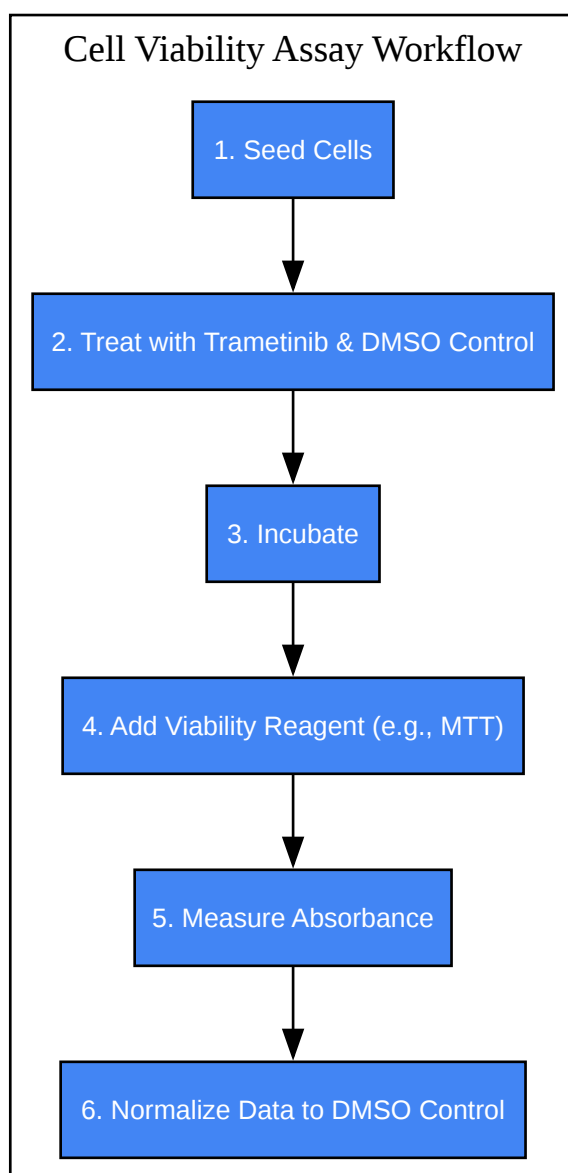 Cell Viability Assay Workflow
1. Seed Cells
2. Treat with Trametinib & DMSO Control
3. Incubate
4. Add Viability Reagent (e.g., MTT)
5. Measure Absorbance
6. Normalize Data to DMSO Control